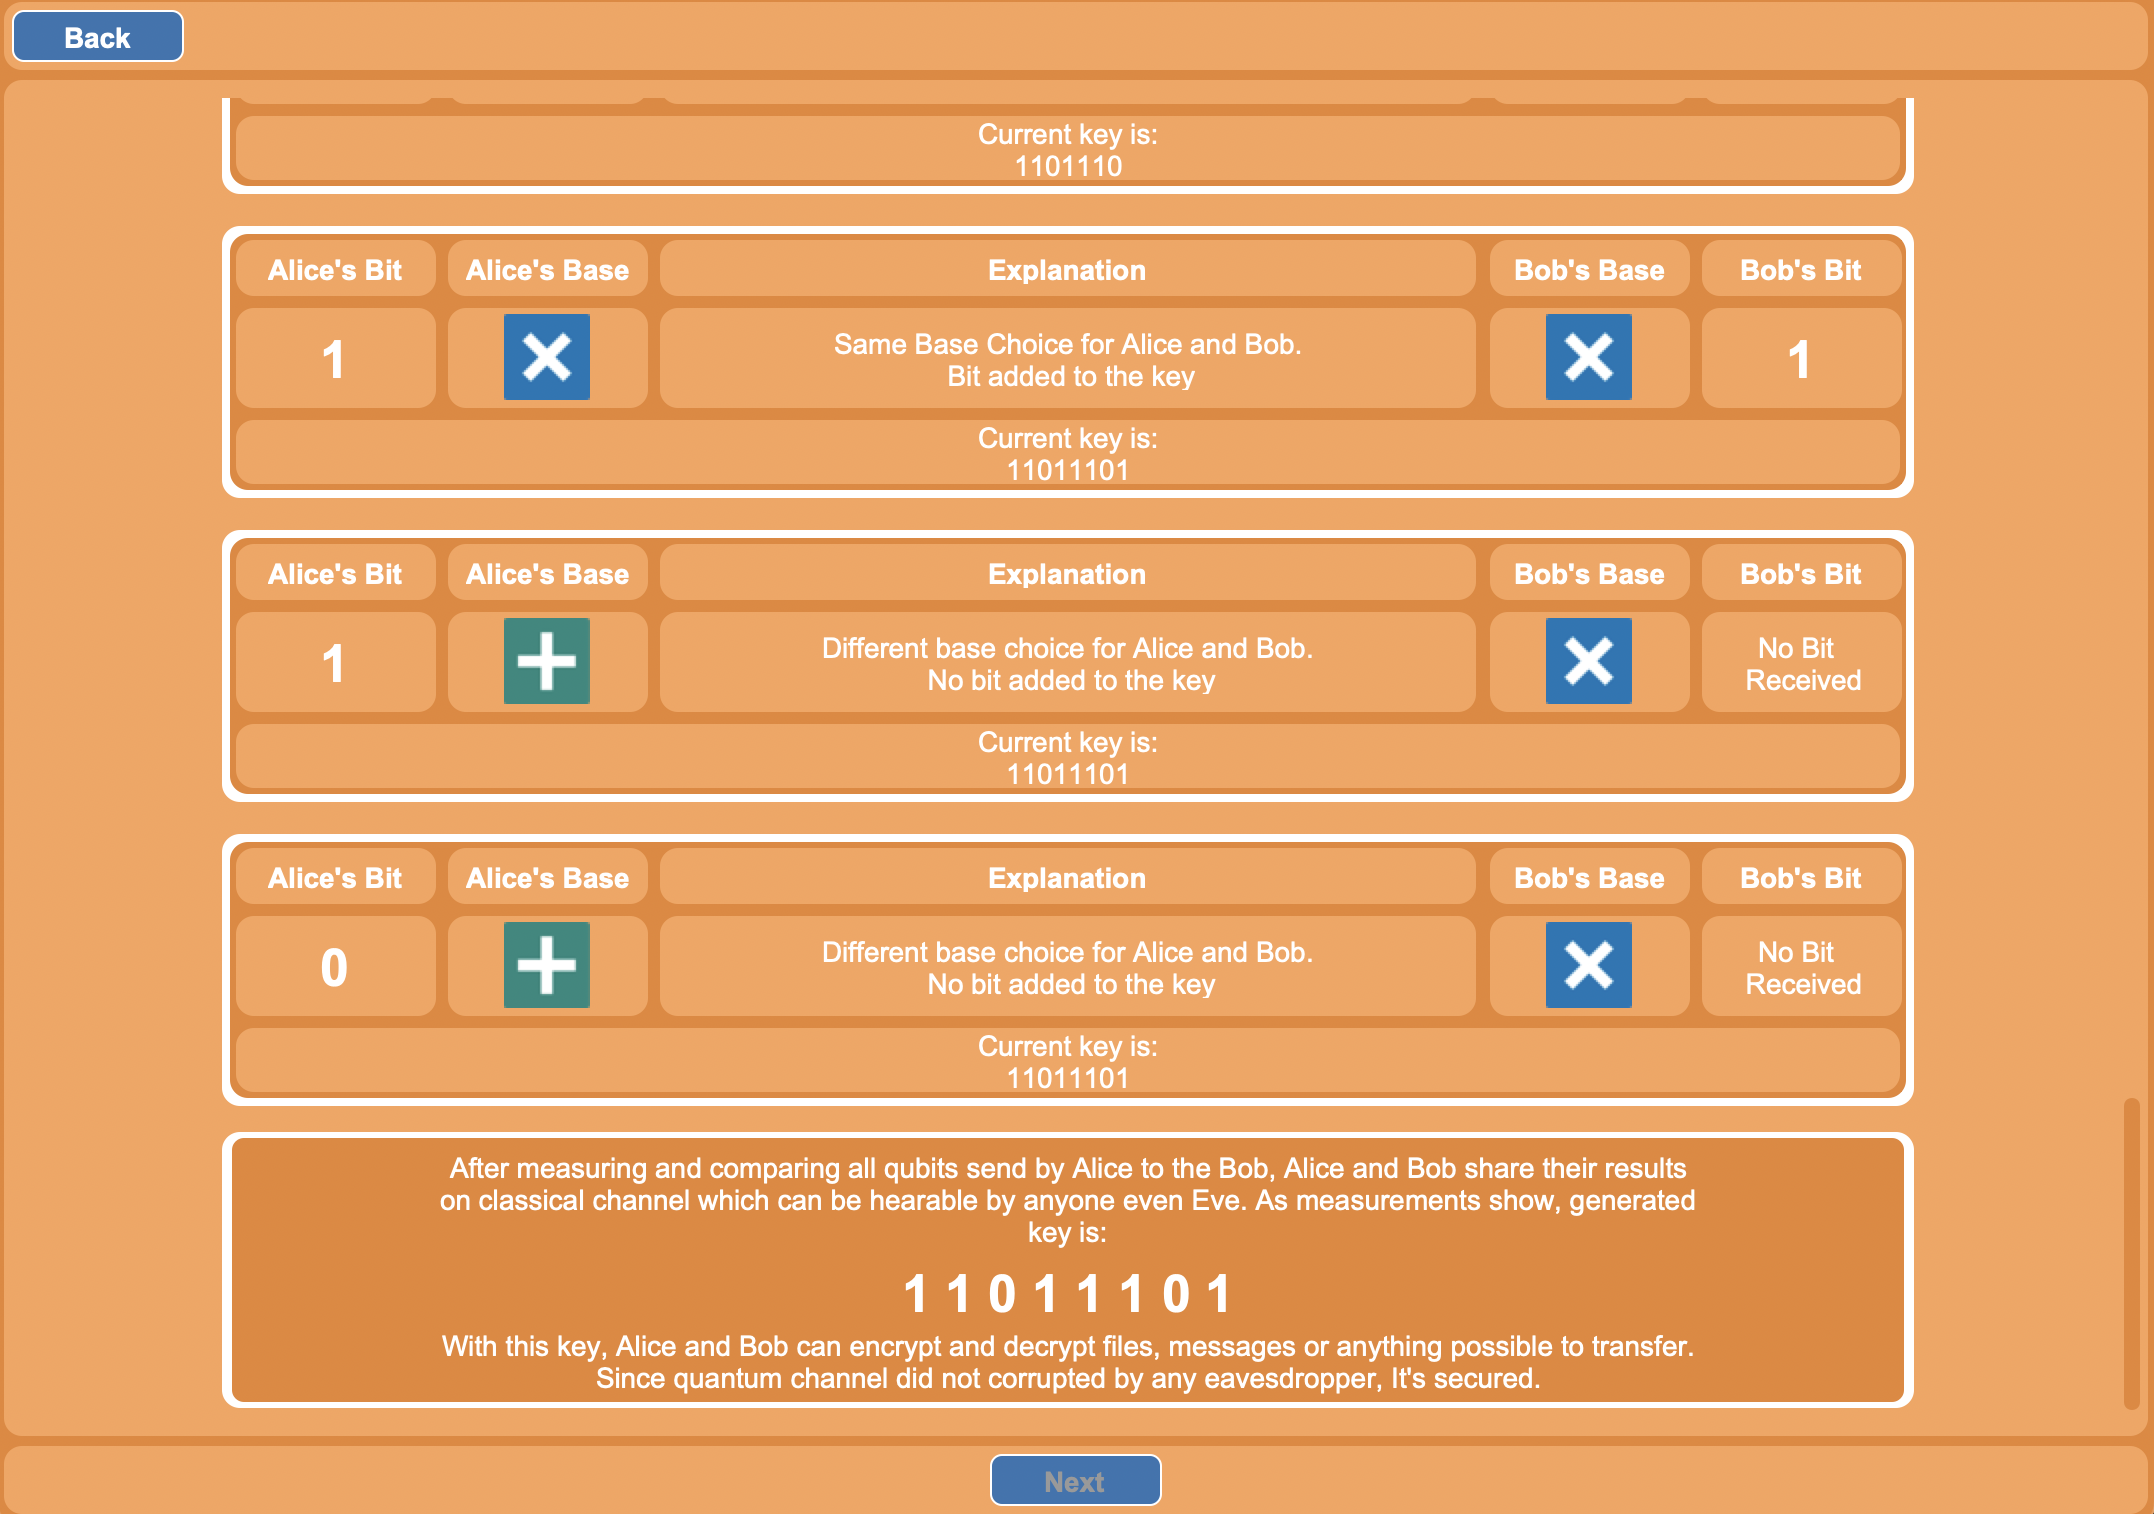 Back
Current key is:
1101110
Alice's Bit Alice's Base Explanation Bob's Base Bob's Bit
1 Same Base Choice for Alice and Bob. 1
Bit added to the key
Current key is:
11011101
Alice's Bit Alice's Base Explanation Bob's Base Bob's Bit
1 Different base choice for Alice and Bob. No Bit
No bit added to the key Received
Current key is:
11011101
Alice's Bit Alice's Base Explanation Bob's Base Bob's Bit
0 Different base choice for Alice and Bob. No Bit
No bit added to the key Received
Current key is:
11011101
After measuring and comparing all qubits send by Alice to the Bob, Alice and Bob share their results
on classical channel which can be hearable by anyone even Eve. As measurements show, generated
key is:
1 1 0 1 1 1 0 1
With this key, Alice and Bob can encrypt and decrypt files, messages or anything possible to transfer.
Since quantum channel did not corrupted by any eavesdropper, It's secured.
Next